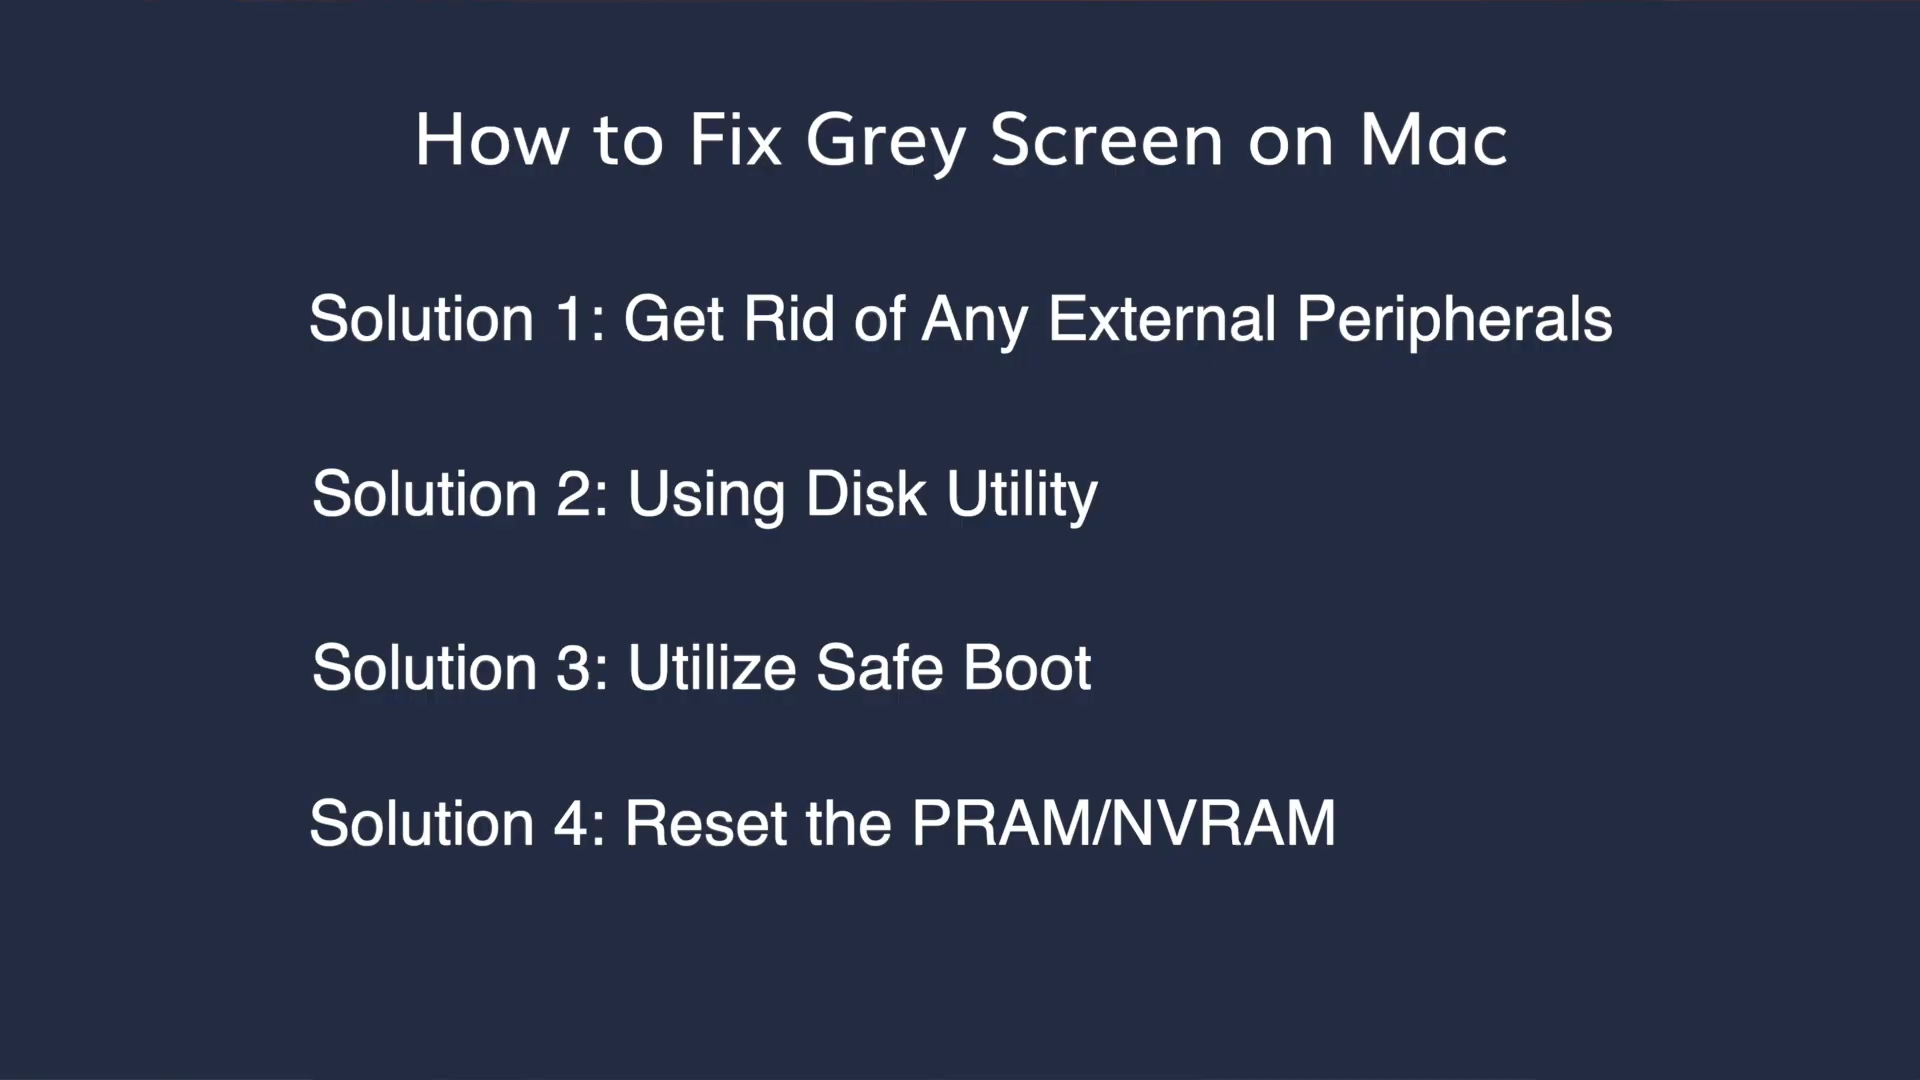 How to Fix Grey Screen on Mac
Solution 1: Get Rid of Any External Peripherals
Solution 2: Using Disk Utility
Solution 3: Utilize Safe Boot
Solution 4: Reset the PRAM/NVRAM